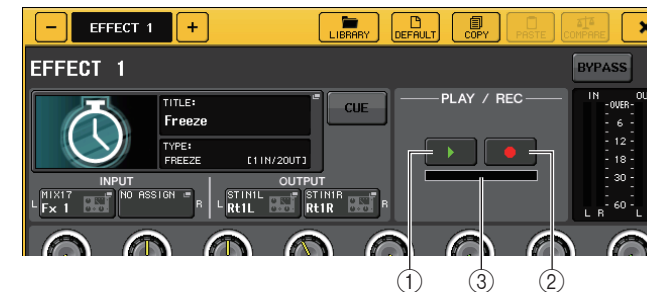 − EFFECT 1 + LIBRARY DEFAULT COPY PASTE COMPARE ×
EFFECT 1 BYPASS
TITLE:
Freeze
TYPE:
FREEZE [1IN/2OUT]
CUE
PLAY / REC
IN OU
-OVER-
6
12
18
30
60
L R L
INPUT OUTPUT
L MIX17 Fx 1 NO ASSIGN R
L STIN1L Rt1L STIN1R Rt1R R
① ③ ②